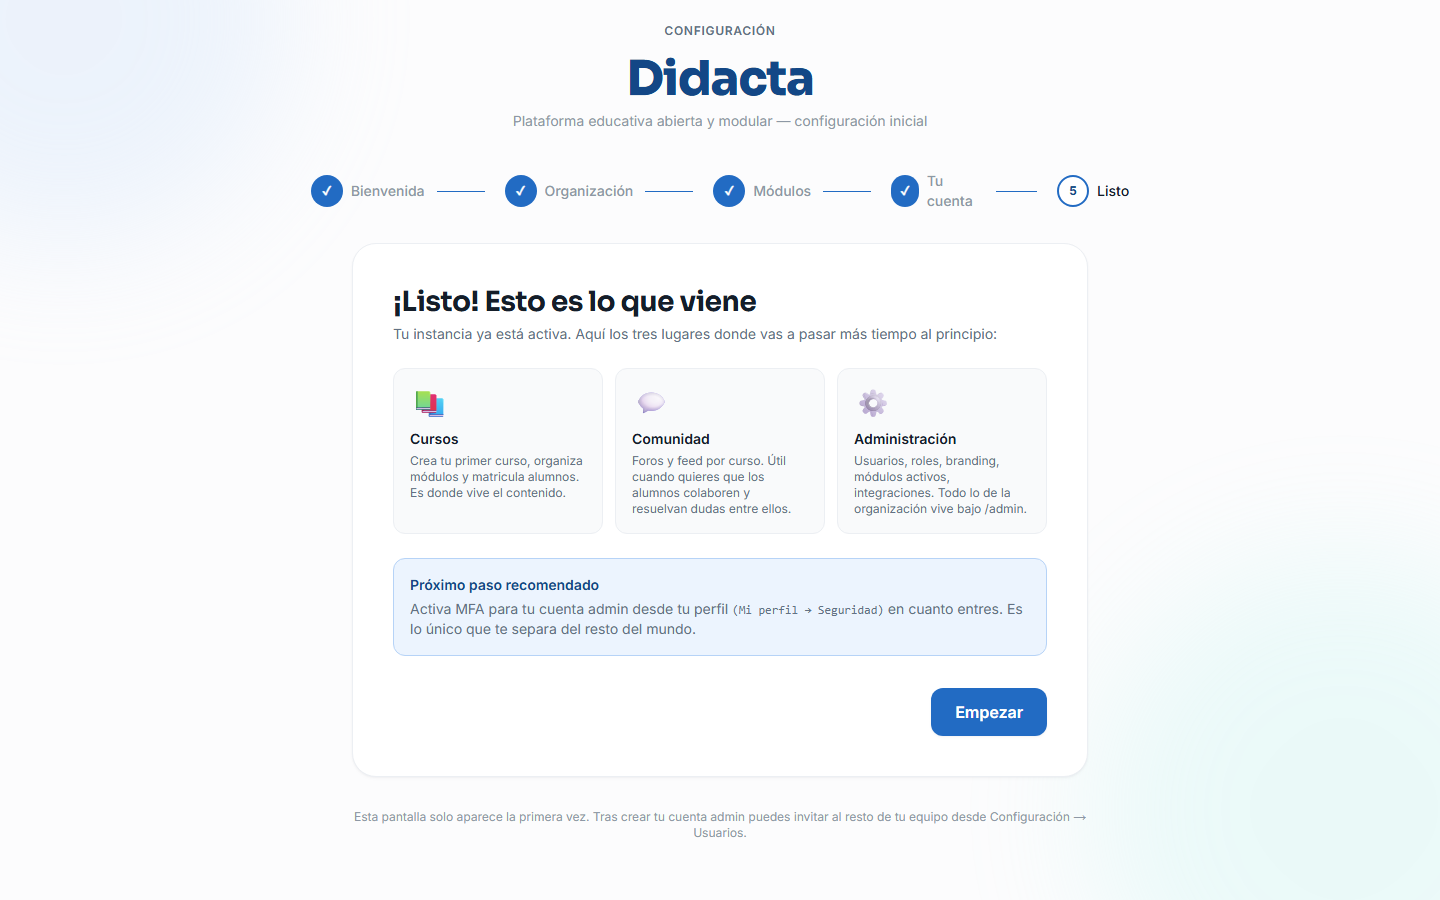 CONFIGURACIÓN
Didacta
Plataforma educativa abierta y modular — configuración inicial
✓ Bienvenida
✓ Organización
✓ Módulos
✓ Tu
cuenta
5 Listo
¡Listo! Esto es lo que viene
Tu instancia ya está activa. Aquí los tres lugares donde vas a pasar más tiempo al principio:
Cursos
Crea tu primer curso, organiza
módulos y matricula alumnos.
Es donde vive el contenido.
Comunidad
Foros y feed por curso. Útil
cuando quieres que los
alumnos colaboren y
resuelvan dudas entre ellos.
Administración
Usuarios, roles, branding,
módulos activos,
integraciones. Todo lo de la
organización vive bajo /admin.
Próximo paso recomendado
Activa MFA para tu cuenta admin desde tu perfil (Mi perfil → Seguridad) en cuanto entres. Es
lo único que te separa del resto del mundo.
Empezar
Esta pantalla solo aparece la primera vez. Tras crear tu cuenta admin puedes invitar al resto de tu equipo desde Configuración →
Usuarios.